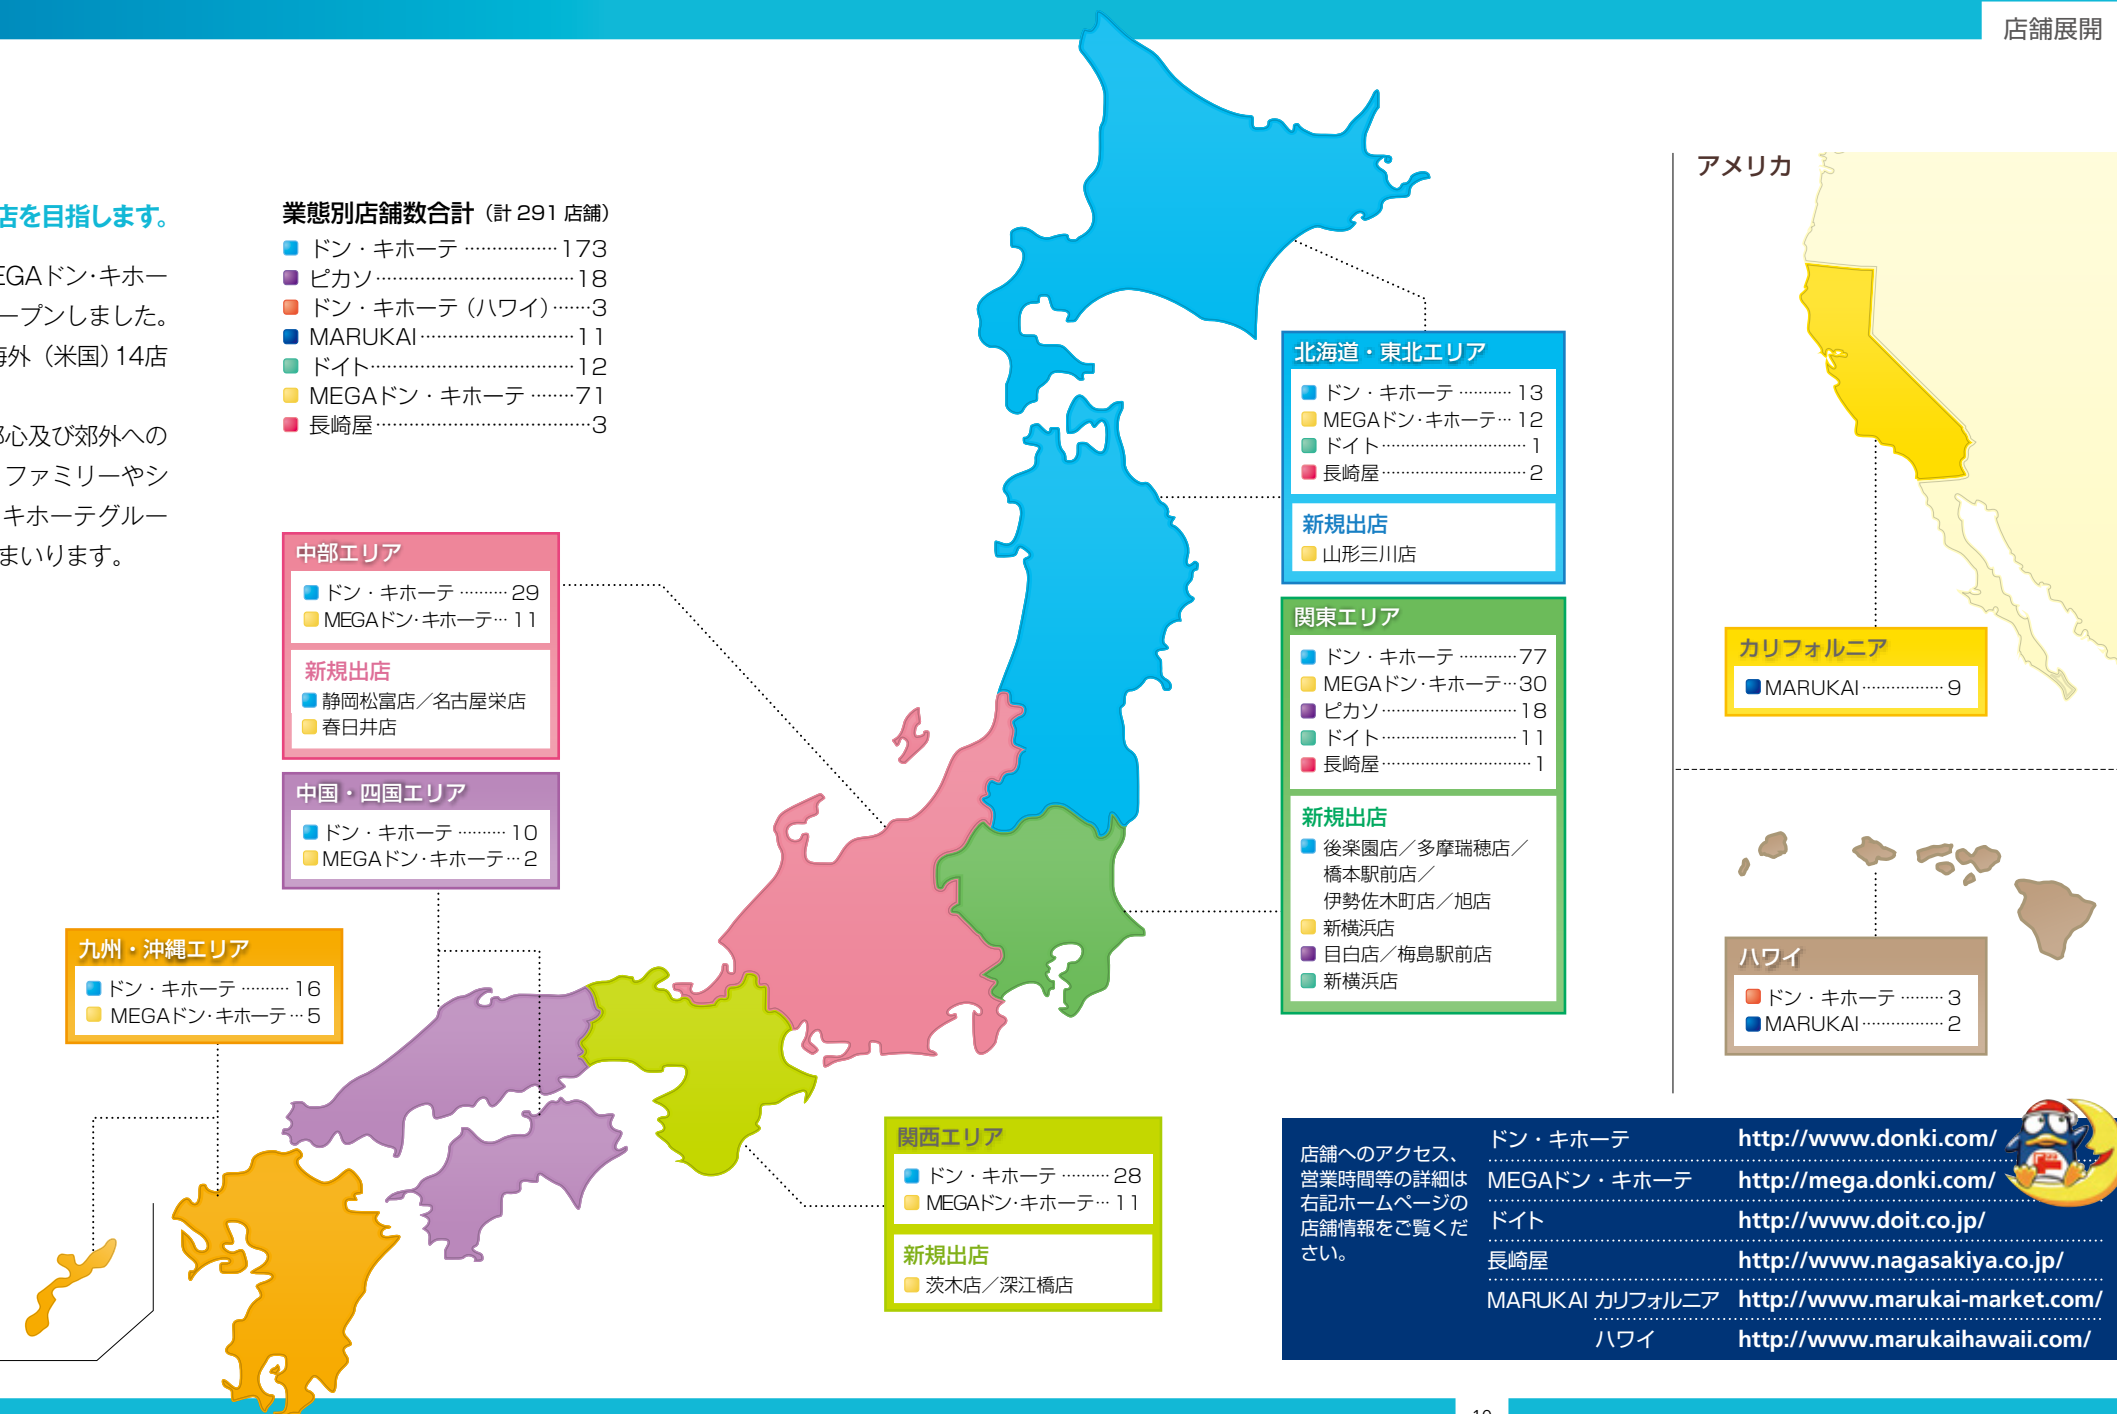 店舗展開
店を目指します。
EGAドン・キホー
ープンしました。
海外（米国）14店
都心及び郊外への
ファミリーやシ
キホーテグルー
まいります。
業態別店舗数合計（計 291 店舗）
ドン・キホーテ ………………173
ピカソ………………………………18
ドン・キホーテ（ハワイ）……3
MARUKAI………………………11
ドイト………………………………12
MEGAドン・キホーテ ………71
長崎屋………………………………3
中部エリア
ドン・キホーテ ………29
MEGAドン・キホーテ…11
新規出店
静岡松富店／名古屋栄店
春日井店
中国・四国エリア
ドン・キホーテ ………10
MEGAドン・キホーテ…2
九州・沖縄エリア
ドン・キホーテ ………16
MEGAドン・キホーテ…5
関西エリア
ドン・キホーテ ………28
MEGAドン・キホーテ…11
新規出店
茨木店／深江橋店
北海道・東北エリア
ドン・キホーテ ………13
MEGAドン・キホーテ…12
ドイト………………………1
長崎屋………………………2
新規出店
山形三川店
関東エリア
ドン・キホーテ ………77
MEGAドン・キホーテ…30
ピカソ………………………18
ドイト………………………11
長崎屋………………………1
新規出店
後楽園店／多摩瑞穂店／
橋本駅前店／
伊勢佐木町店／旭店
新横浜店
目白店／梅島駅前店
新横浜店
アメリカ
カリフォルニア
MARUKAI……………9
ハワイ
ドン・キホーテ ………3
MARUKAI……………2
店舗へのアクセス、
営業時間等の詳細は
右記ホームページの
店舗情報をご覧くだ
さい。
ドン・キホーテ http://www.donki.com/
MEGAドン・キホーテ http://mega.donki.com/
ドイト http://www.doit.co.jp/
長崎屋 http://www.nagasakiya.co.jp/
MARUKAI カリフォルニア http://www.marukai-market.com/
ハワイ http://www.marukaihawaii.com/